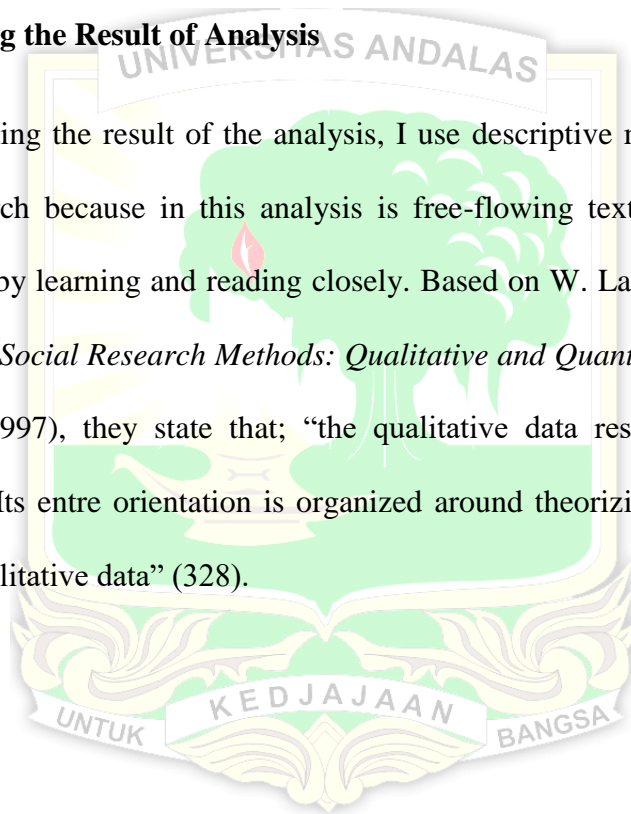 g the Result of Analysis
UNIVERSITAS ANDALAS
ing the result of the analysis, I use descriptive
rch because in this analysis is free-flowing text
by learning and reading closely. Based on W. La
Social Research Methods: Qualitative and Quant
997), they state that; “the qualitative data res
Its entre orientation is organized around theorizi
litative data” (328).
UNTUK KEDJAJAAN BANGSA